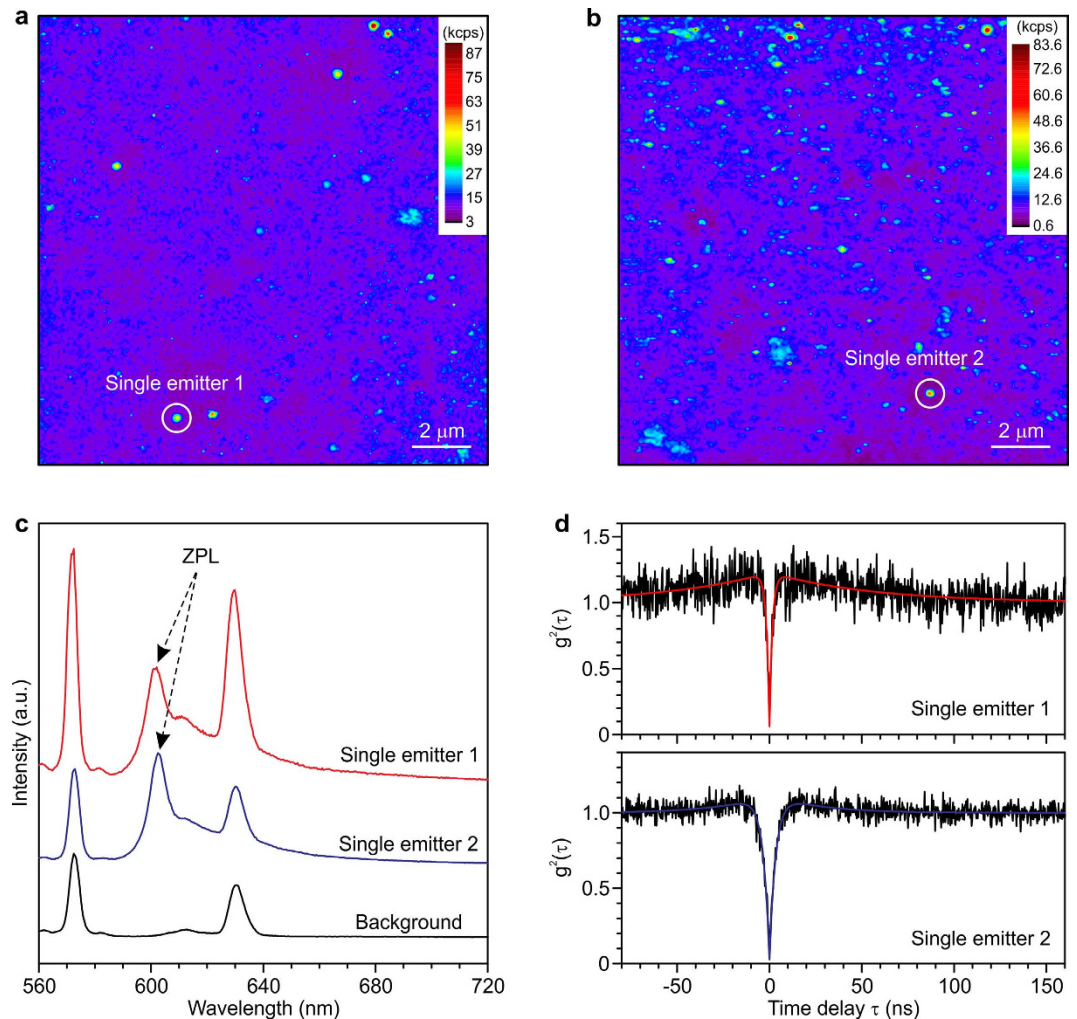 a
(kcps)
87
75
63
51
39
27
15
3
Single emitter 1
2 μm
b
(kcps)
83.6
72.6
60.6
48.6
36.6
24.6
12.6
0.6
Single emitter 2
2 μm
c
ZPL
Single emitter 1
Single emitter 2
Background
Intensity (a.u.)
560 600 640 680 720
Wavelength (nm)
d
1.5
1.0
0.5
0
g²(τ)
Single emitter 1
1.0
0.5
0
g²(τ)
Single emitter 2
-50 0 50 100 150
Time delay τ (ns)